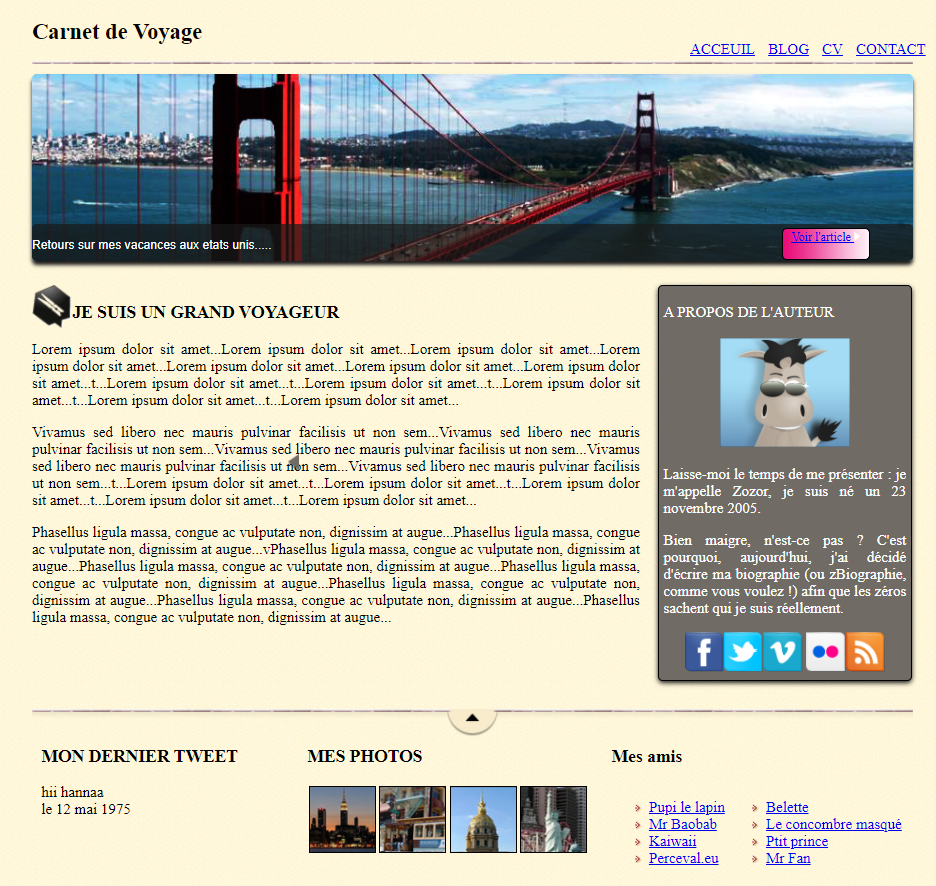 Carnet de Voyage
ACCEUIL BLOG CV CONTACT
Retours sur mes vacances aux etats unis.....
Voir l'article
JE SUIS UN GRAND VOYAGEUR
Lorem ipsum dolor sit amet...Lorem ipsum dolor sit amet...Lorem ipsum dolor sit amet...Lorem
ipsum dolor sit amet...Lorem ipsum dolor sit amet...Lorem ipsum dolor sit amet...Lorem ipsum dolor
sit amet...t...Lorem ipsum dolor sit amet...t...Lorem ipsum dolor sit amet...t...Lorem ipsum dolor sit
amet...t...Lorem ipsum dolor sit amet...t...Lorem ipsum dolor sit amet...
Vivamus sed libero nec mauris pulvinar facilisis ut non sem...Vivamus sed libero nec mauris
pulvinar facilisis ut non sem...Vivamus sed libero nec mauris pulvinar facilisis ut non sem...Vivamus
sed libero nec mauris pulvinar facilisis ut non sem...Vivamus sed libero nec mauris pulvinar facilisis
ut non sem...t...Lorem ipsum dolor sit amet...t...Lorem ipsum dolor sit amet...t...Lorem ipsum dolor
sit amet...t...Lorem ipsum dolor sit amet...t...Lorem ipsum dolor sit amet...
Phasellus ligula massa, congue ac vulputate non, dignissim at augue...Phasellus ligula massa, congue
ac vulputate non, dignissim at augue...vPhasellus ligula massa, congue ac vulputate non, dignissim at
augue...Phasellus ligula massa, congue ac vulputate non, dignissim at augue...Phasellus ligula massa,
congue ac vulputate non, dignissim at augue...Phasellus ligula massa, congue ac vulputate non,
dignissim at augue...Phasellus ligula massa, congue ac vulputate non, dignissim at augue...Phasellus
ligula massa, congue ac vulputate non, dignissim at augue...
A PROPOS DE L'AUTEUR
Laisse-moi le temps de me présenter : je
m'appelle Zozor, je suis né un 23
novembre 2005.
Bien maigre, n'est-ce pas ? C'est
pourquoi, aujourd'hui, j'ai décidé
d'écrire ma biographie (ou zBiographie,
comme vous voulez !) afin que les zéros
sachent qui je suis réellement.
MON DERNIER TWEET
hii hannaa
le 12 mai 1975
MES PHOTOS
Mes amis
Pupi le lapin
Mr Baobab
Kaiwaii
Perceval.eu
Belette
Le concombre masqué
Ptit prince
Mr Fan